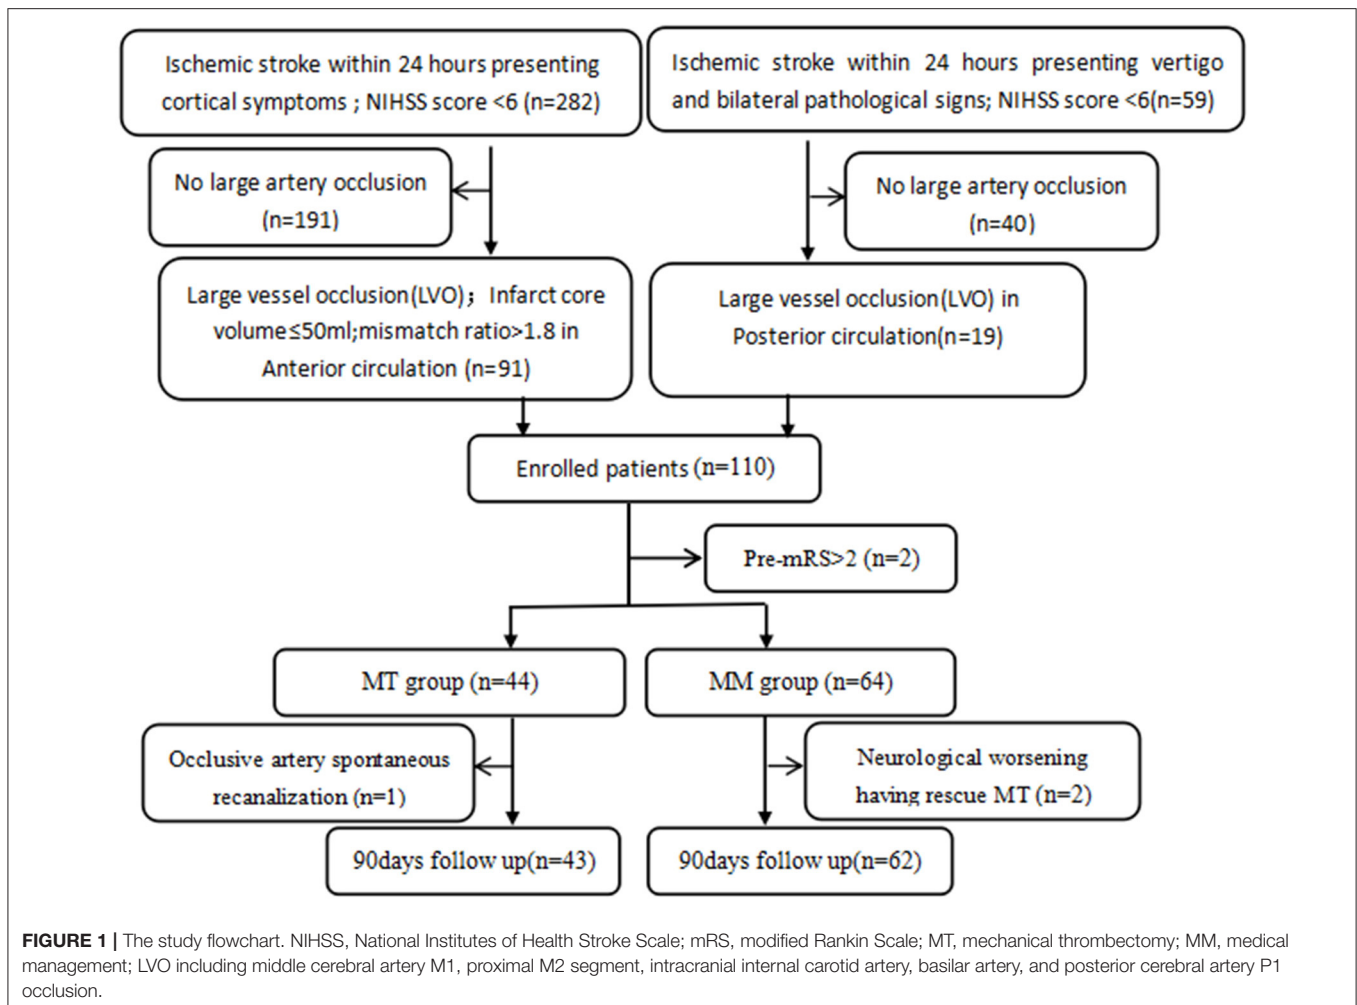 Ischemic stroke within 24 hours presenting
cortical symptoms ; NIHSS score <6 (n=282)
Ischemic stroke within 24 hours presenting vertigo
and bilateral pathological signs; NIHSS score <6(n=59)
No large artery occlusion
(n=191)
No large artery occlusion
(n=40)
Large vessel occlusion(LVO)；Infarct core
volume≤50ml;mismatch ratio>1.8 in
Anterior circulation (n=91)
Large vessel occlusion(LVO) in
Posterior circulation(n=19)
Enrolled patients (n=110)
Pre-mRS>2 (n=2)
MT group (n=44)
MM group (n=64)
Occlusive artery spontaneous
recanalization (n=1)
Neurological worsening
having rescue MT (n=2)
90days follow up(n=43)
90days follow up(n=62)
FIGURE 1 | The study flowchart. NIHSS, National Institutes of Health Stroke Scale; mRS, modified Rankin Scale; MT, mechanical thrombectomy; MM, medical
management; LVO including middle cerebral artery M1, proximal M2 segment, intracranial internal carotid artery, basilar artery, and posterior cerebral artery P1
occlusion.